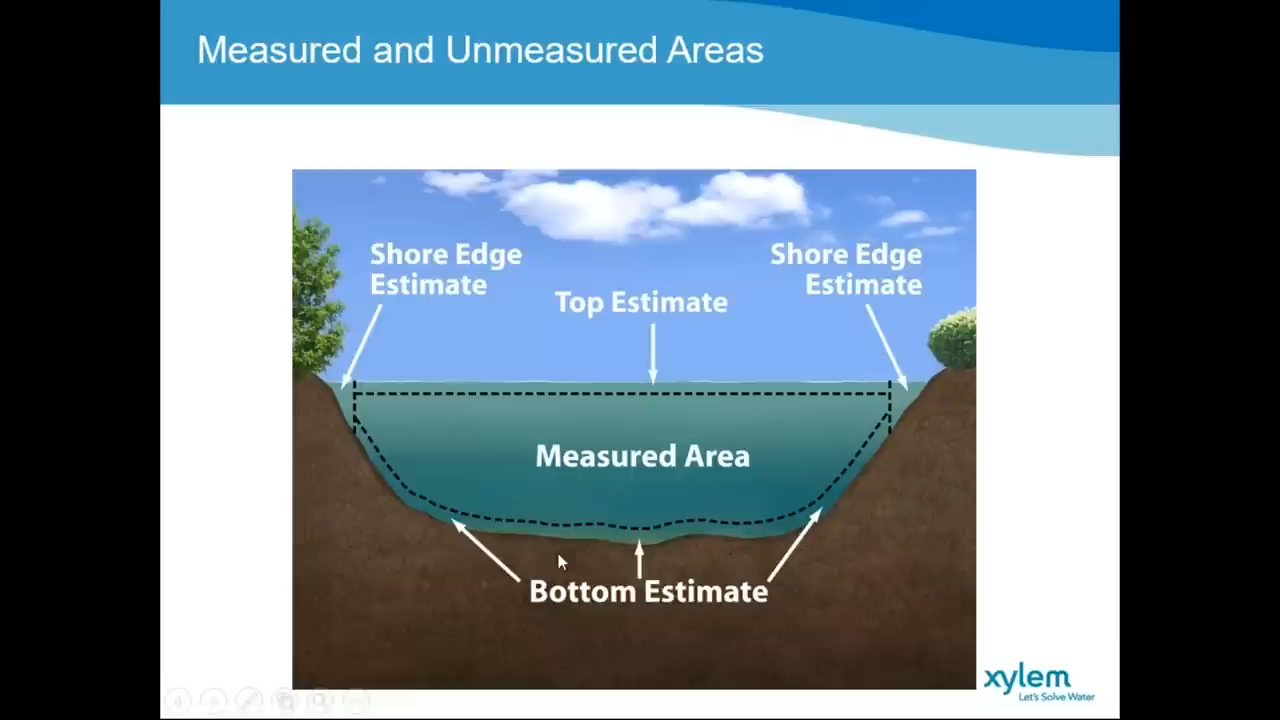 Measured and Unmeasured Areas
Shore Edge
Estimate
Top Estimate
Shore Edge
Estimate
Measured Area
Bottom Estimate
xylem
Let's Solve Water